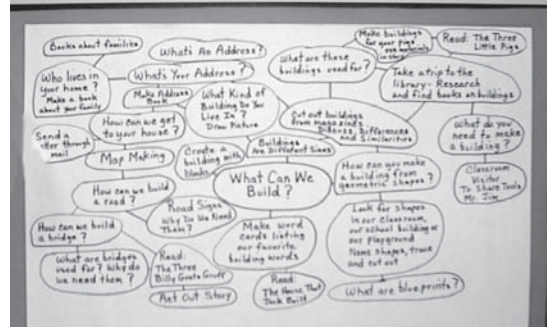 Books about families
What is An Address?
Make buildings
for your pigs
use materials
Read: The Three
Little Pigs
What are these
buildings used for?
Who lives in
your home?
Make a book
about your family
What's Your Address?
Make Address
Book
What Kind of
Building Do You
Live In?
Draw Picture
Take a trip to the
library - Research
and find books on buildings
How can we get
to your house?
Cut out buildings
from magazines
Discuss, Differences
and Similarities
What do you
need to make
a building?
Send a
through
mail
Map Making
Create a
building with
blocks
Buildings
Are Different Sizes
What Can We
Build?
How can you make
a building from
geometric shapes?
Classroom
Visitor
To Share Tools
Mr. Jim
How can we build
a road?
Road Signs
Why Do We Need
Them?
Make word
cards listing
our favorite
building words
Look for shapes
in our classroom,
our school building or
our playground
Name shapes, trace
and cut out
How can we build
a bridge?
What are bridges
used for? Why do
we need them?
Read:
The Three
Billy Goats Gruff
Act Out Story
Read:
The House That
Jack Built
What are blueprints?